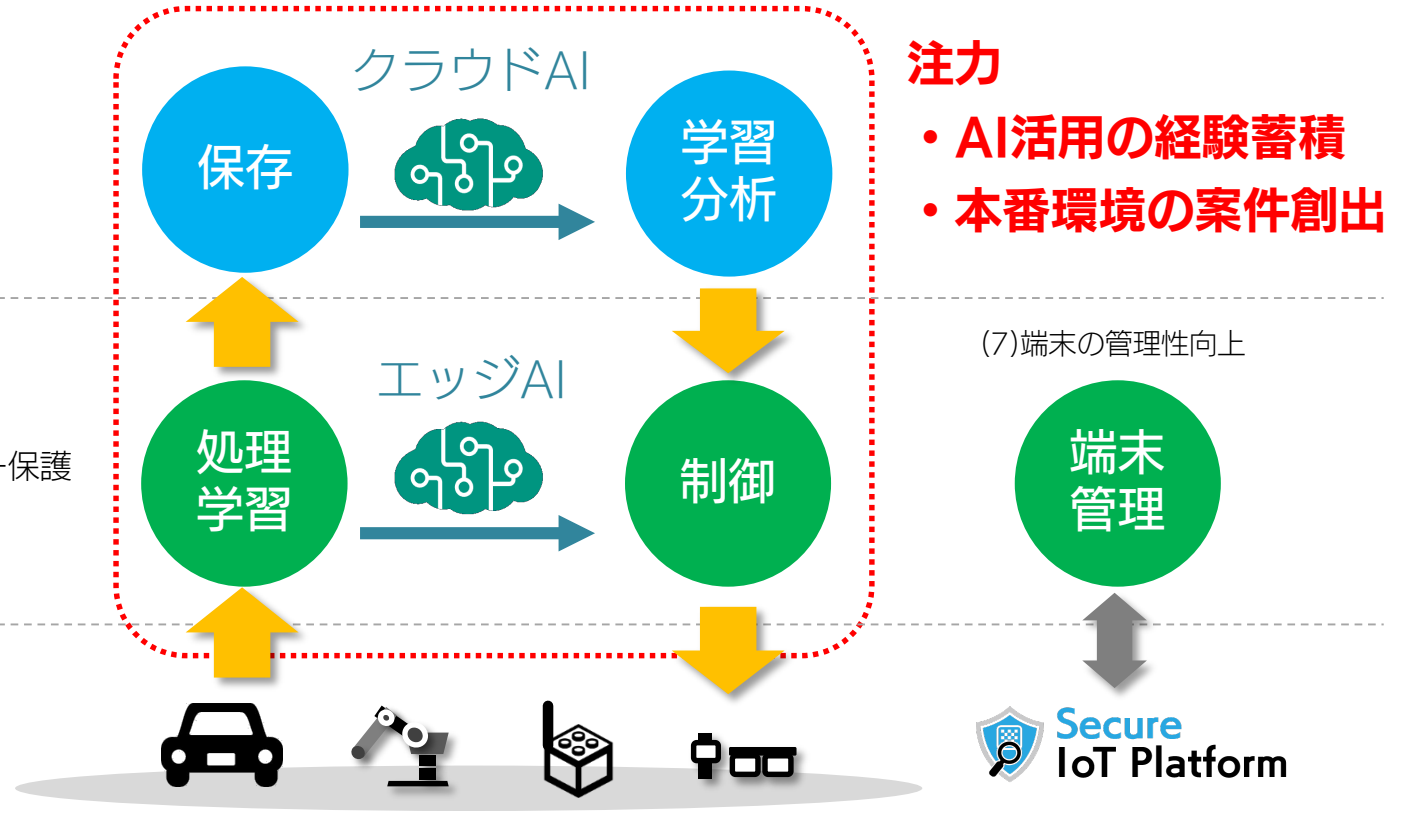 クラウドAI
保存
学習
分析
注力
・AI活用の経験蓄積
・本番環境の案件創出
(7)端末の管理性向上
エッジAI
保護
処理
学習
制御
端末
管理
Secure
IoT Platform